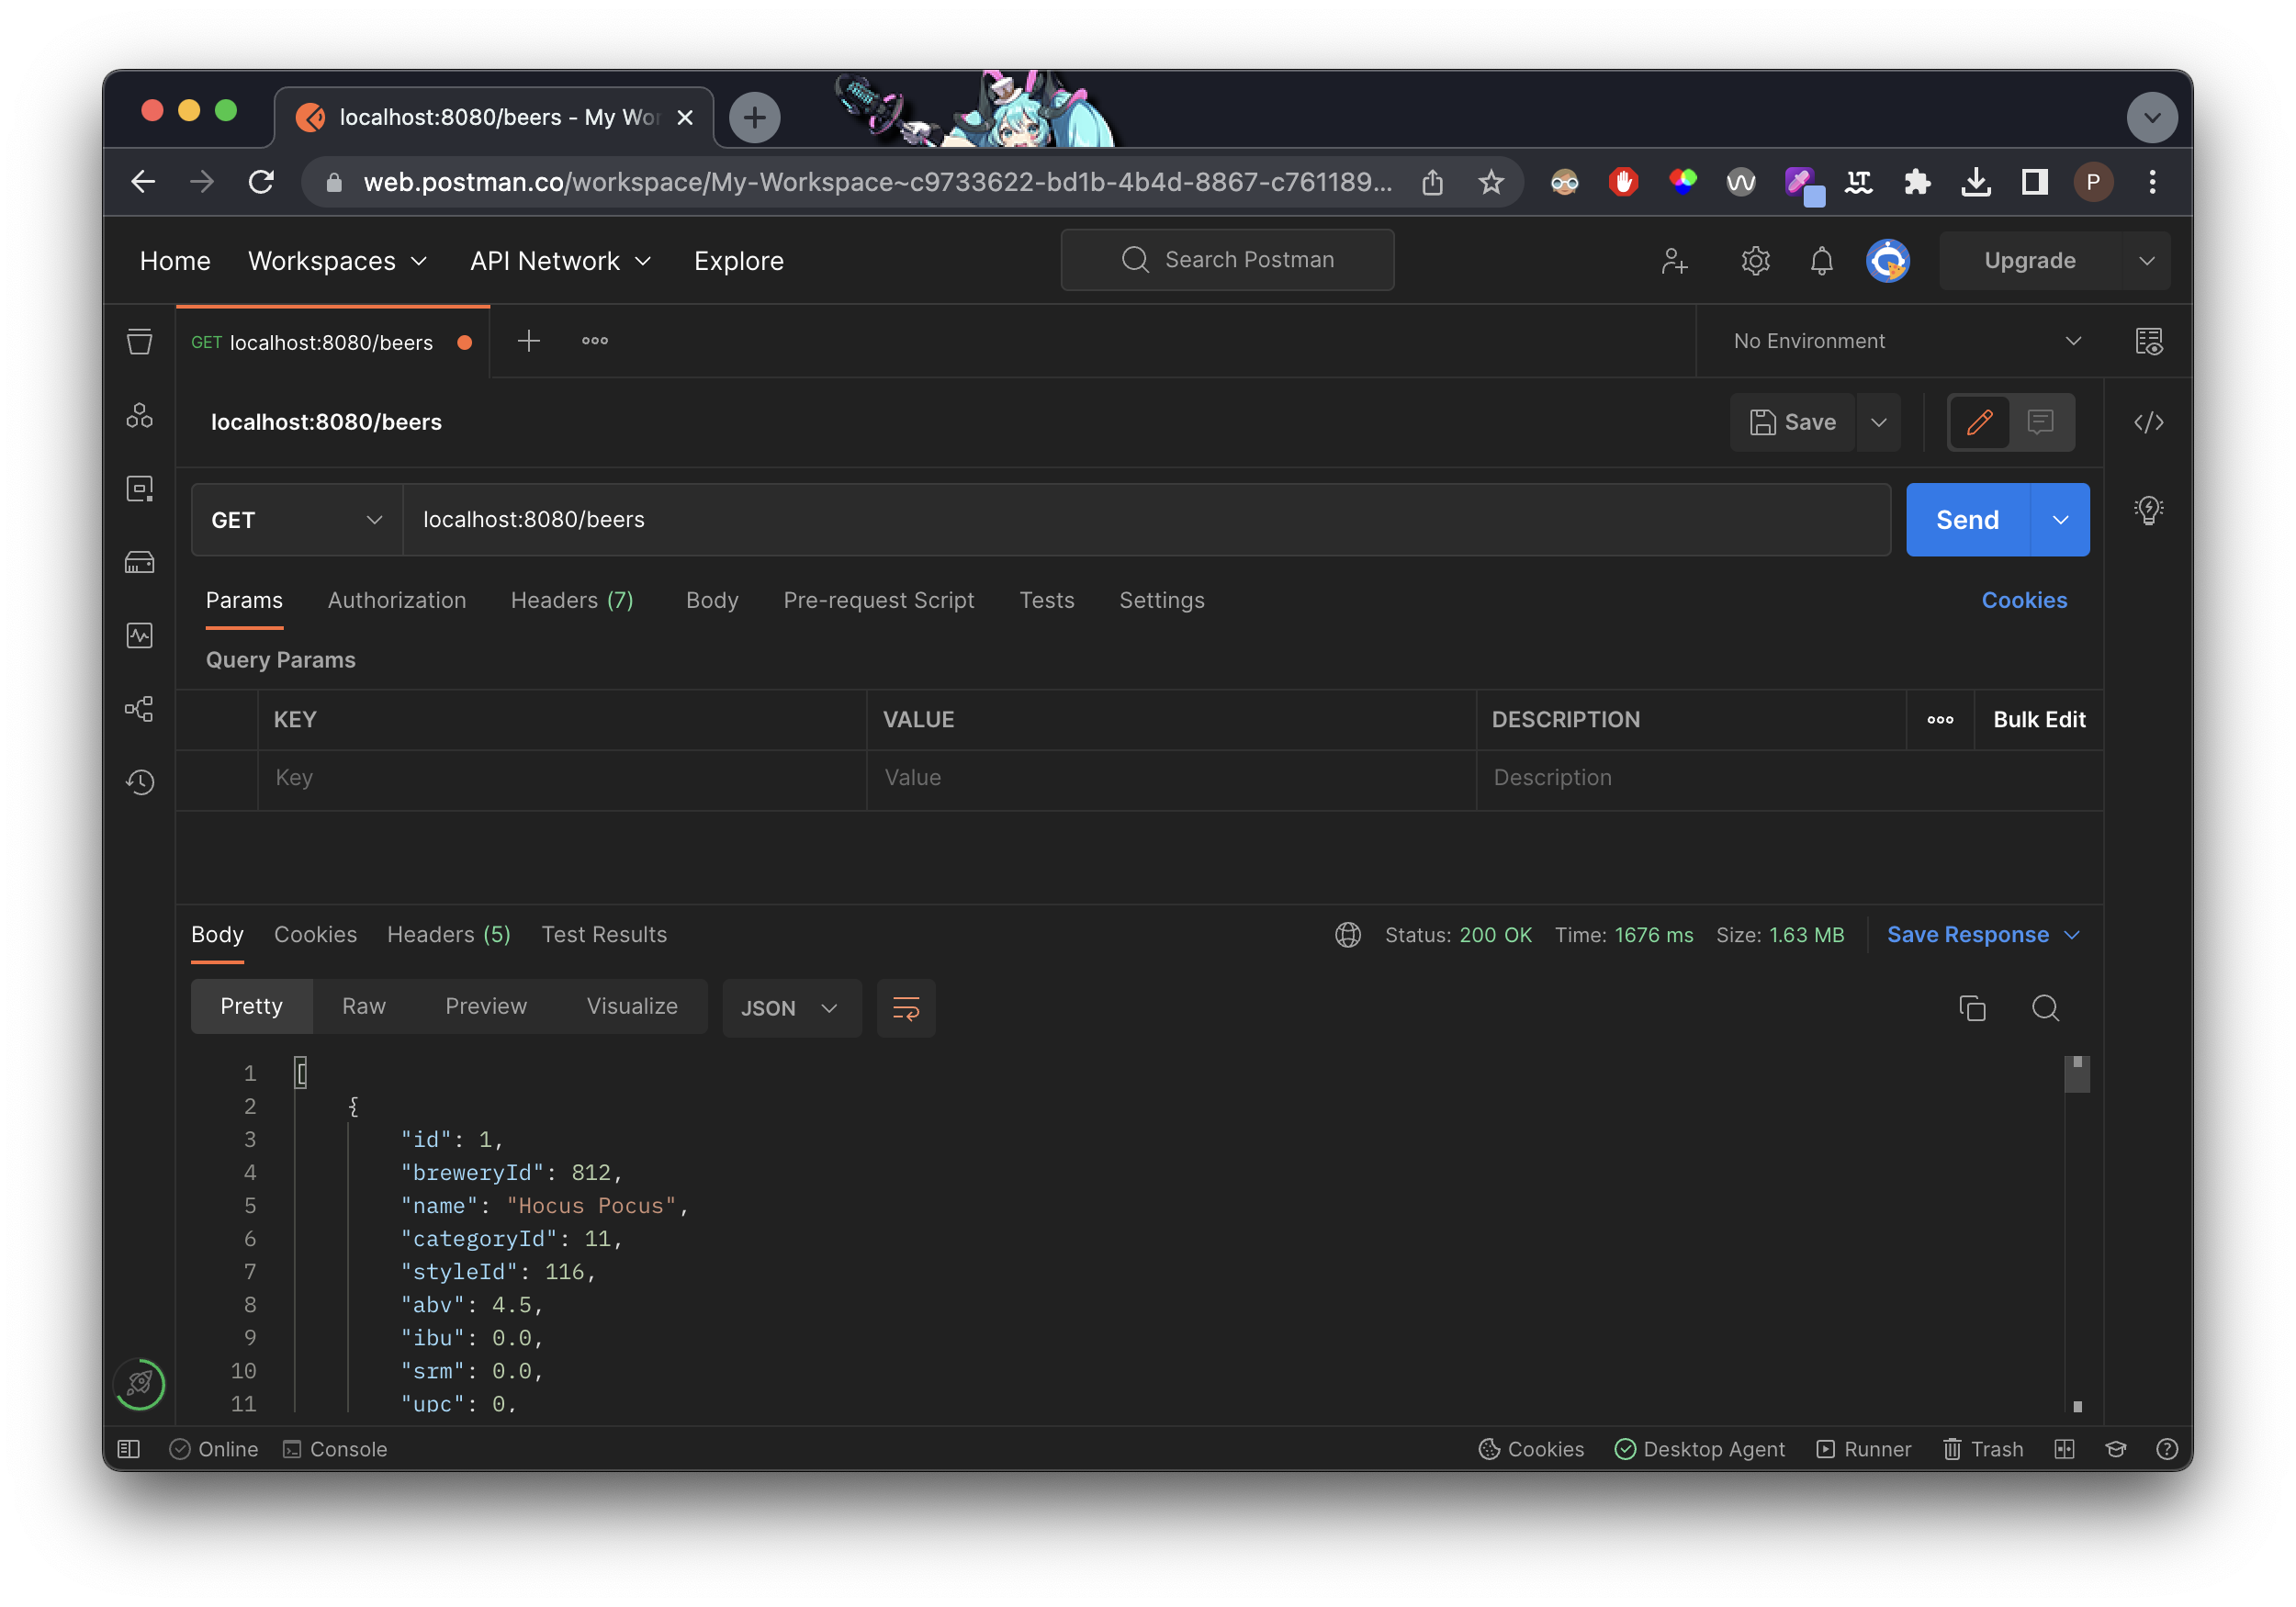 localhost:8080/beers - My Wor
web.postman.co/workspace/My-Workspace~c9733622-bd1b-4b4d-8867-c761189...
LT
P
Home Workspaces API Network Explore
Search Postman
Upgrade
GET localhost:8080/beers
No Environment
localhost:8080/beers
Save
GET localhost:8080/beers
Send
Params Authorization Headers (7) Body Pre-request Script Tests Settings Cookies
Query Params
KEY VALUE DESCRIPTION Bulk Edit
Key Value Description
Body Cookies Headers (5) Test Results Status: 200 OK Time: 1676 ms Size: 1.63 MB Save Response
Pretty Raw Preview Visualize JSON
1 [
2 {
3 "id": 1,
4 "breweryId": 812,
5 "name": "Hocus Pocus",
6 "categoryId": 11,
7 "styleId": 116,
8 "abv": 4.5,
9 "ibu": 0.0,
10 "srm": 0.0,
11 "upc": 0,
Online Console Cookies Desktop Agent Runner Trash